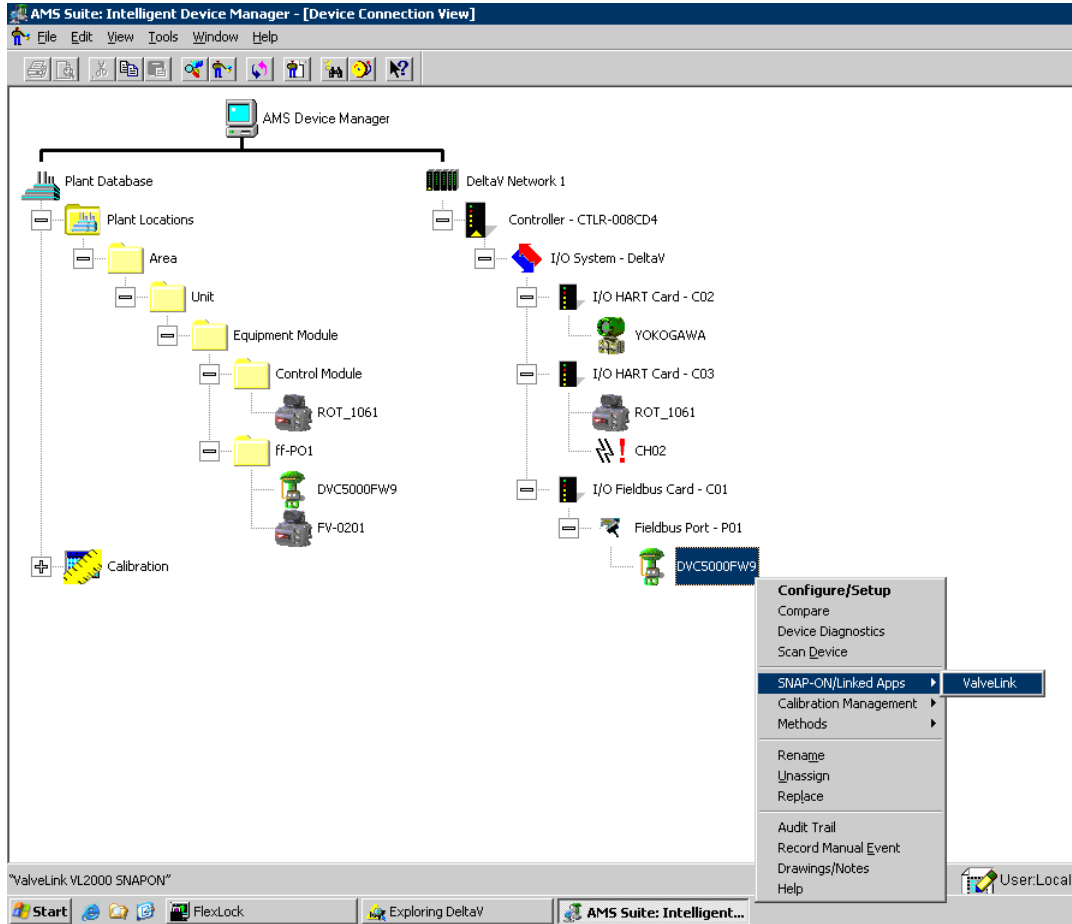 AMS Suite: Intelligent Device Manager - [Device Connection View]
File Edit View Tools Window Help
AMS Device Manager
Plant Database
DeltaV Network 1
Plant Locations
Controller - CTLR-008CD4
Area
I/O System - DeltaV
Unit
I/O HART Card - C02
Equipment Module
YOKOGAWA
Control Module
I/O HART Card - C03
ROT_1061
ROT_1061
ff-PO1
CH02
DVC5000FW9
I/O Fieldbus Card - C01
FV-0201
Fieldbus Port - P01
Calibration
DVC5000FW9
Configure/Setup
Compare
Device Diagnostics
Scan Device
SNAP-ON/Linked Apps
ValveLink
Calibration Management
Methods
Rename
Unassign
Replace
Audit Trail
Record Manual Event
Drawings/Notes
Help
"ValveLink VL2000 SNAPON"
User:Local
Start
FlexLock
Exploring DeltaV
AMS Suite: Intelligent...